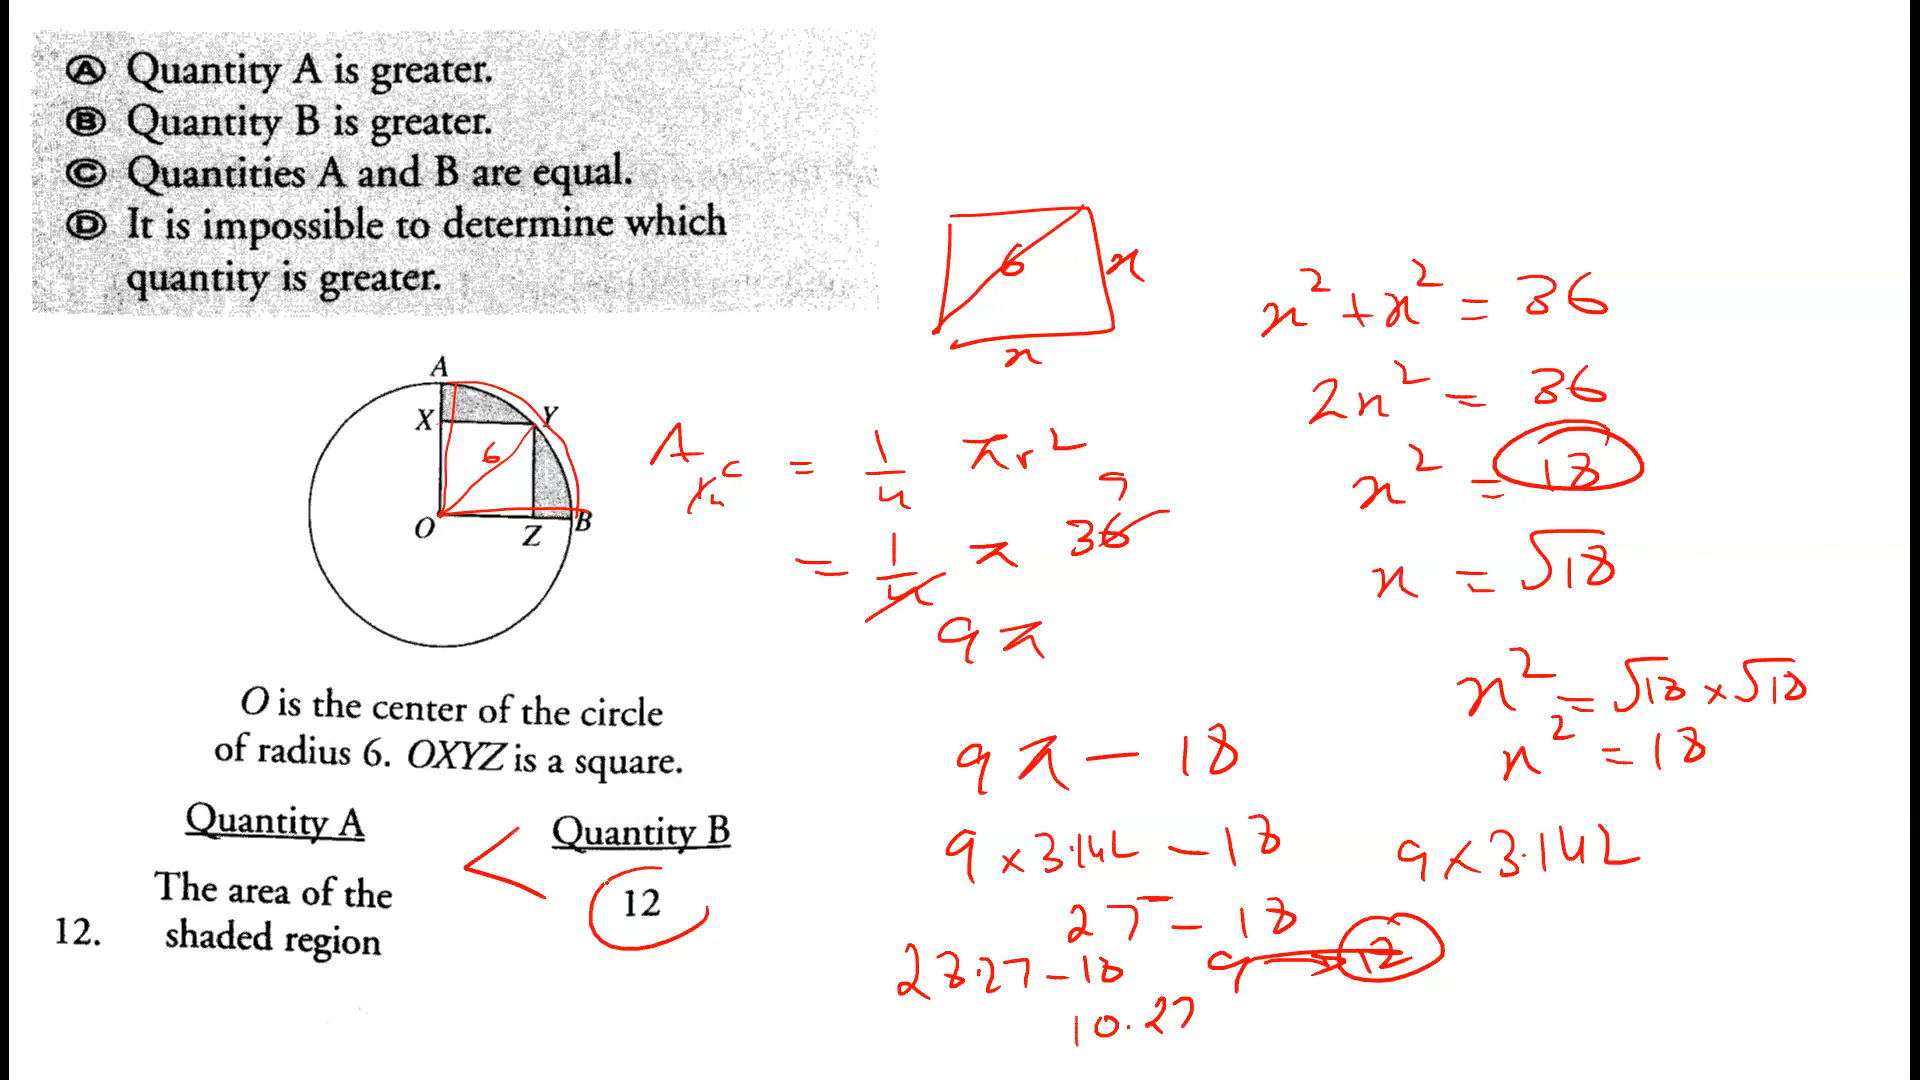 Ⓐ Quantity A is greater.
Ⓑ Quantity B is greater.
Ⓒ Quantities A and B are equal.
Ⓓ It is impossible to determine which
quantity is greater.
A
X
Y
6
O
Z
B
O is the center of the circle
of radius 6. OXYZ is a square.
Quantity A < Quantity B
12. The area of the
shaded region
12
6
x
x
A = 1/4 πr²
= 1/4 π 36
9
9π
x² + x² = 36
2x² = 36
x² = 18
x = √18
x² = √18 × √18
x² = 18
9π − 18
9 × 3.142 − 18
9 × 3.142
27 − 18
9
12
28.27 − 18
10.27